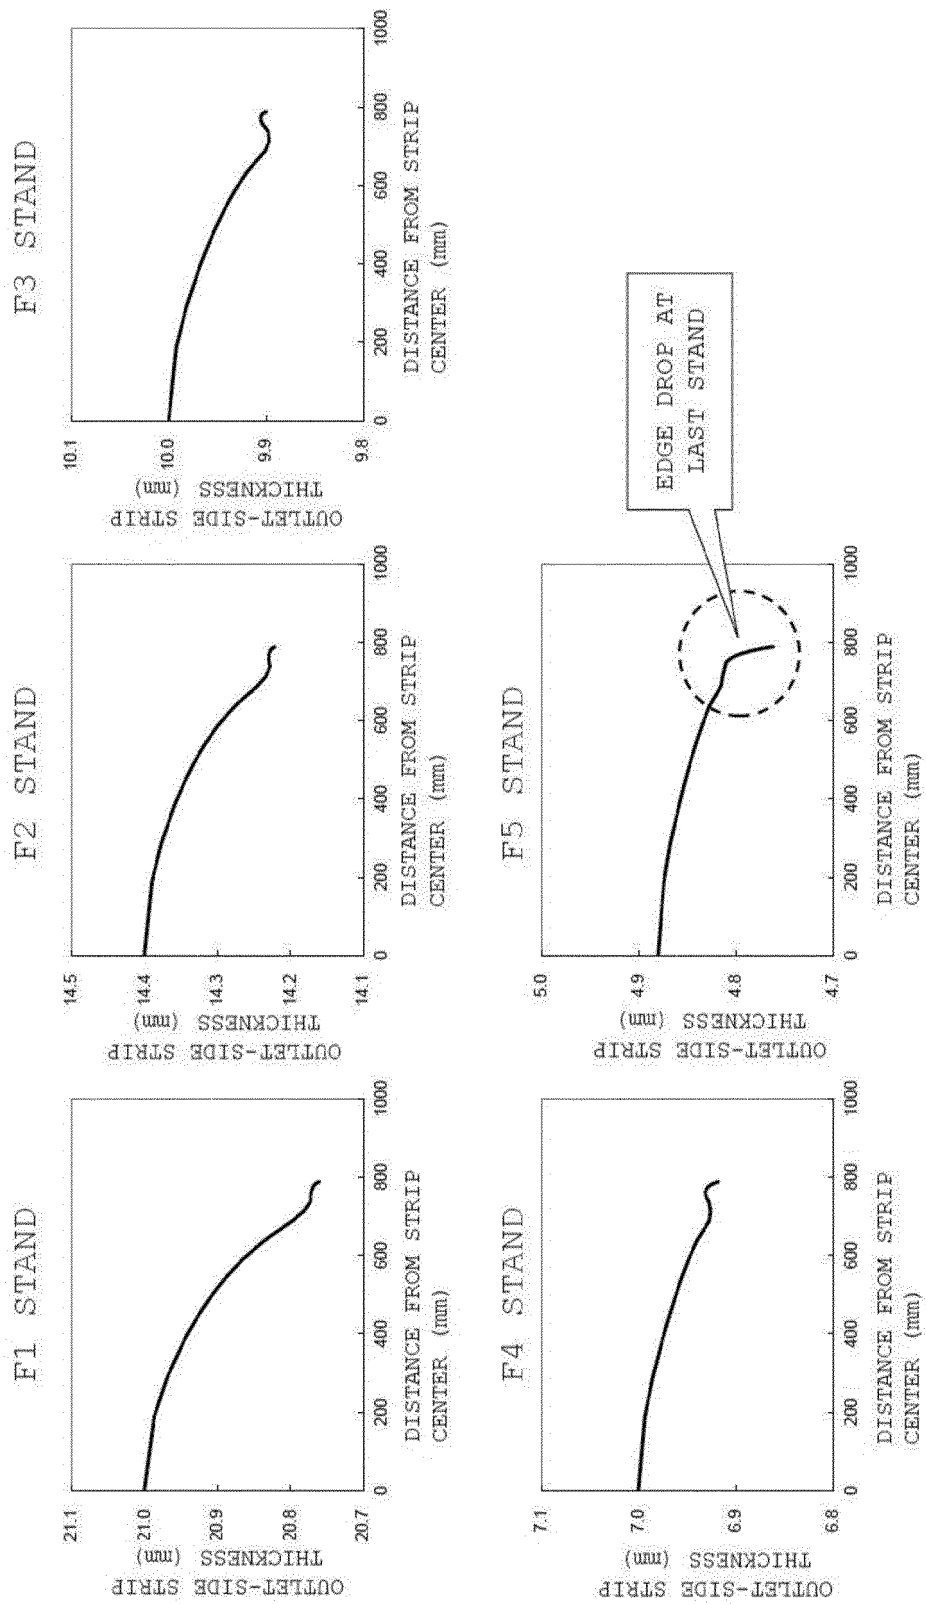 F1 STAND
OUTLET-SIDE STRIP
THICKNESS (mm)
21.1
21.0
20.9
20.8
20.7
0 200 400 600 800 1000
DISTANCE FROM STRIP
CENTER (mm)
F2 STAND
OUTLET-SIDE STRIP
THICKNESS (mm)
14.5
14.4
14.3
14.2
14.1
0 200 400 600 800 1000
DISTANCE FROM STRIP
CENTER (mm)
F3 STAND
OUTLET-SIDE STRIP
THICKNESS (mm)
10.1
10.0
9.9
9.8
0 200 400 600 800 1000
DISTANCE FROM STRIP
CENTER (mm)
F4 STAND
OUTLET-SIDE STRIP
THICKNESS (mm)
7.1
7.0
6.9
6.8
0 200 400 600 800 1000
DISTANCE FROM STRIP
CENTER (mm)
F5 STAND
OUTLET-SIDE STRIP
THICKNESS (mm)
5.0
4.9
4.8
4.7
0 200 400 600 800 1000
DISTANCE FROM STRIP
CENTER (mm)
EDGE DROP AT
LAST STAND